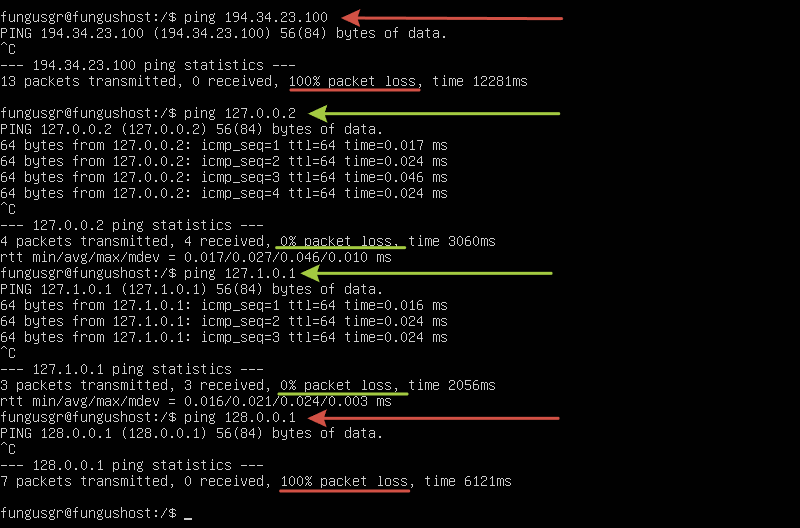 fungusgr@fungushost:/$ ping 194.34.23.100
PING 194.34.23.100 (194.34.23.100) 56(84) bytes of data.
^C
--- 194.34.23.100 ping statistics ---
13 packets transmitted, 0 received, 100% packet loss, time 12281ms
fungusgr@fungushost:/$ ping 127.0.0.2
PING 127.0.0.2 (127.0.0.2) 56(84) bytes of data.
64 bytes from 127.0.0.2: icmp_seq=1 ttl=64 time=0.017 ms
64 bytes from 127.0.0.2: icmp_seq=2 ttl=64 time=0.024 ms
64 bytes from 127.0.0.2: icmp_seq=3 ttl=64 time=0.046 ms
64 bytes from 127.0.0.2: icmp_seq=4 ttl=64 time=0.024 ms
^C
--- 127.0.0.2 ping statistics ---
4 packets transmitted, 4 received, 0% packet loss, time 3060ms
rtt min/avg/max/mdev = 0.017/0.027/0.046/0.010 ms
fungusgr@fungushost:/$ ping 127.1.0.1
PING 127.1.0.1 (127.1.0.1) 56(84) bytes of data.
64 bytes from 127.1.0.1: icmp_seq=1 ttl=64 time=0.016 ms
64 bytes from 127.1.0.1: icmp_seq=2 ttl=64 time=0.024 ms
64 bytes from 127.1.0.1: icmp_seq=3 ttl=64 time=0.024 ms
^C
--- 127.1.0.1 ping statistics ---
3 packets transmitted, 3 received, 0% packet loss, time 2056ms
rtt min/avg/max/mdev = 0.016/0.021/0.024/0.003 ms
fungusgr@fungushost:/$ ping 128.0.0.1
PING 128.0.0.1 (128.0.0.1) 56(84) bytes of data.
^C
--- 128.0.0.1 ping statistics ---
7 packets transmitted, 0 received, 100% packet loss, time 6121ms
fungusgr@fungushost:/$ _